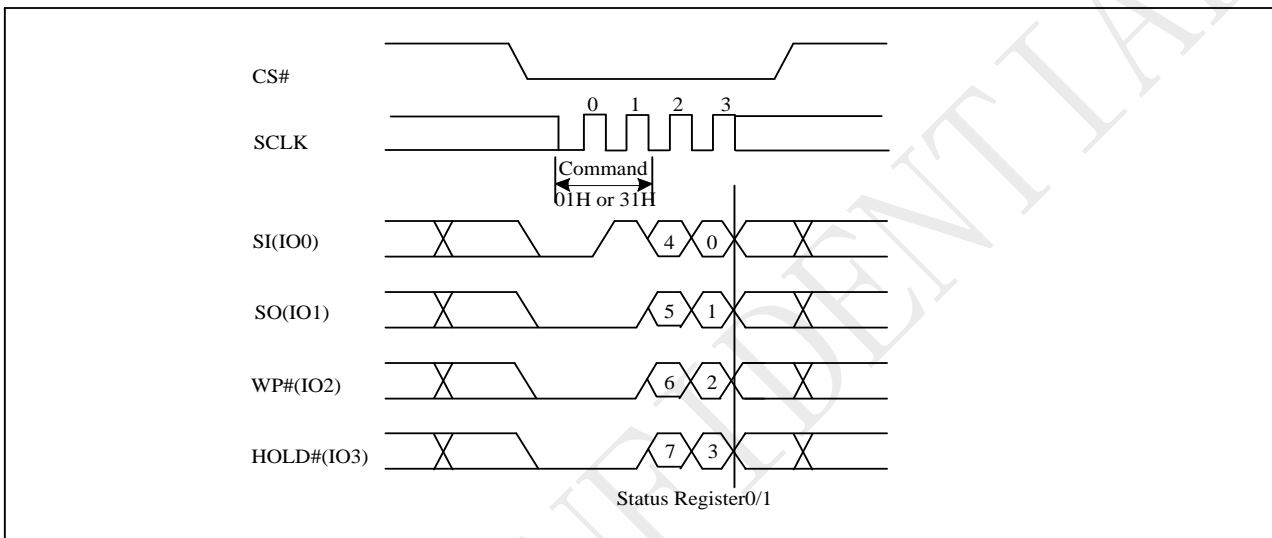 CS#
0 1 2 3
SCLK
Command
01H or 31H
SI(IO0)
4 0
SO(IO1)
5 1
WP#(IO2)
6 2
HOLD#(IO3)
7 3
Status Register0/1